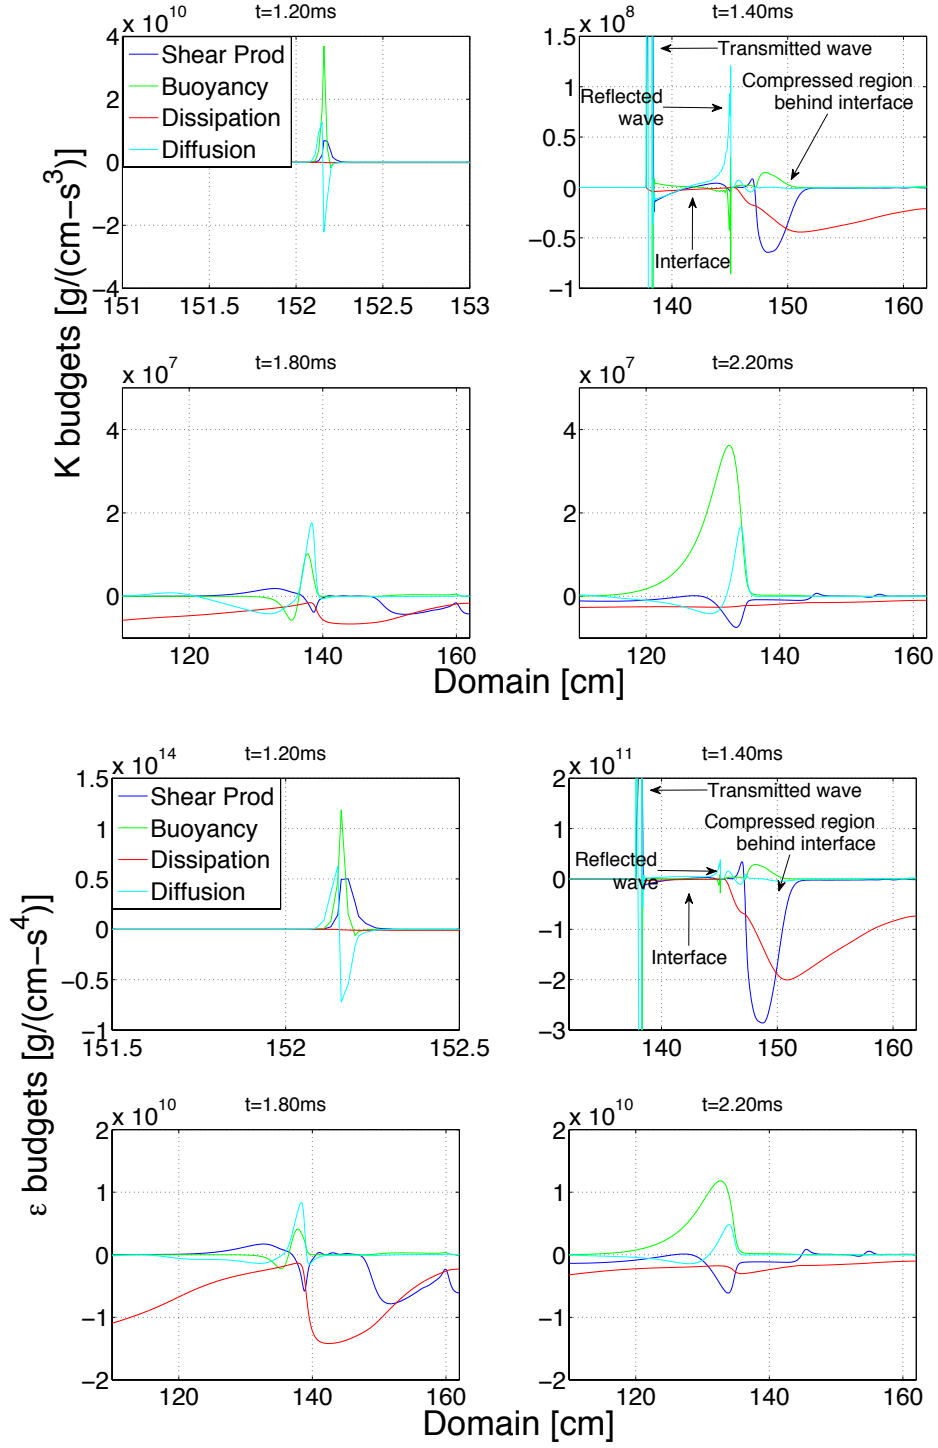 t=1.20ms
x 10^10
Shear Prod
Buoyancy
Dissipation
Diffusion
4
2
0
−2
−4
151
151.5
152
152.5
153
t=1.40ms
x 10^8
Transmitted wave
Reflected
wave
Compressed region
behind interface
Interface
1.5
1
0.5
0
−0.5
−1
140
150
160
K budgets [g/(cm−s^3)]
t=1.80ms
x 10^7
4
2
0
120
140
160
t=2.20ms
x 10^7
4
2
0
120
140
160
Domain [cm]
t=1.20ms
x 10^14
Shear Prod
Buoyancy
Dissipation
Diffusion
1.5
1
0.5
0
−0.5
−1
151.5
152
152.5
t=1.40ms
x 10^11
Transmitted wave
Compressed region
behind interface
Reflected
wave
Interface
2
1
0
−1
−2
−3
140
150
160
ε budgets [g/(cm−s^4)]
t=1.80ms
x 10^10
2
1
0
−1
−2
120
140
160
t=2.20ms
x 10^10
2
1
0
−1
−2
120
140
160
Domain [cm]